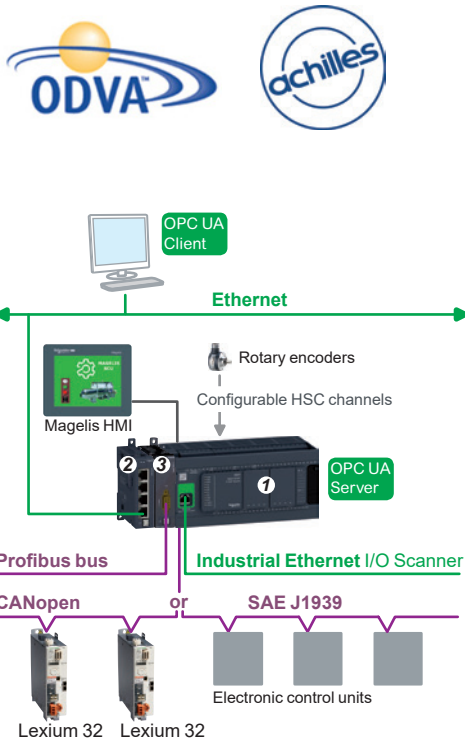 ODVA™
achilles
OPC UA
Client
Ethernet
Rotary encoders
Configurable HSC channels
Magelis HMI
2
3
1
OPC UA
Server
Profibus bus
Industrial Ethernet I/O Scanner
CANopen
or
SAE J1939
Electronic control units
Lexium 32
Lexium 32